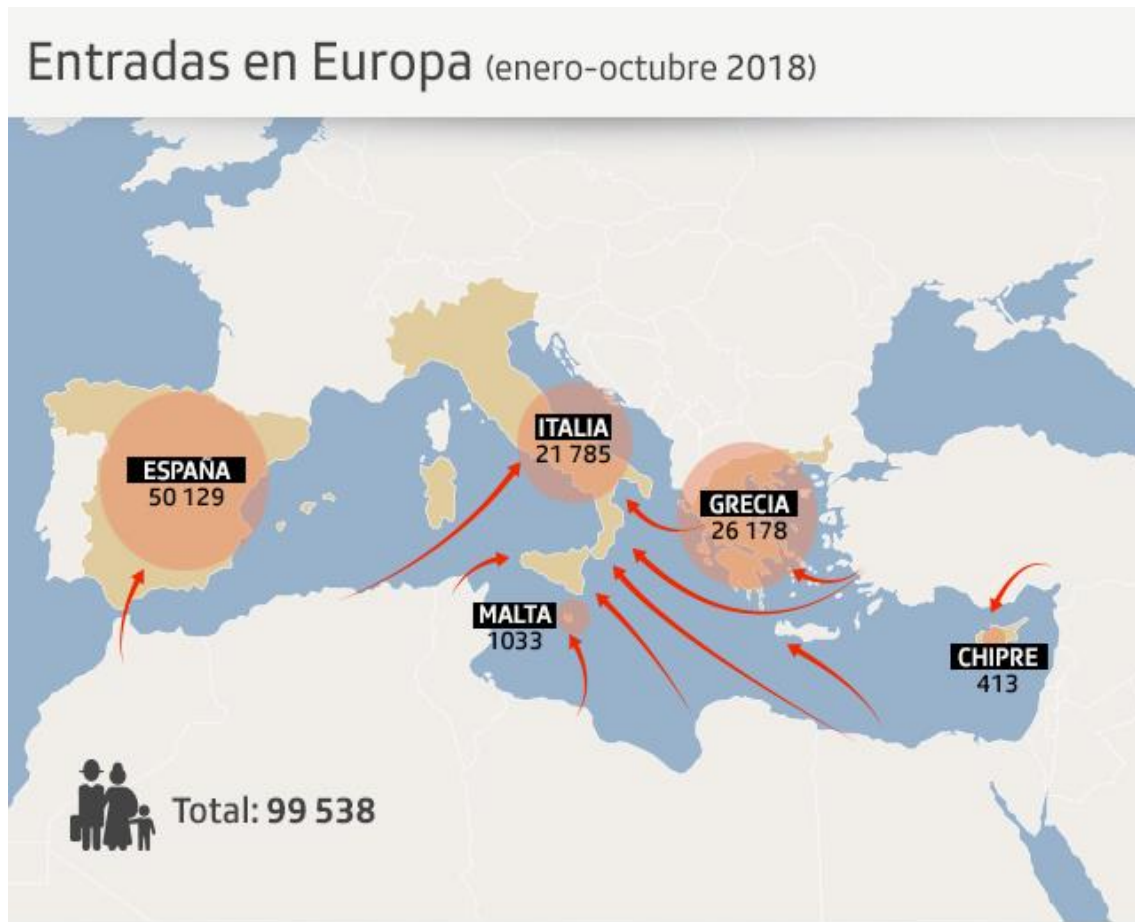 Entradas en Europa (enero-octubre 2018)
ITALIA
21 785
ESPAÑA
50 129
GRECIA
26 178
MALTA
1033
CHIPRE
413
Total: 99 538